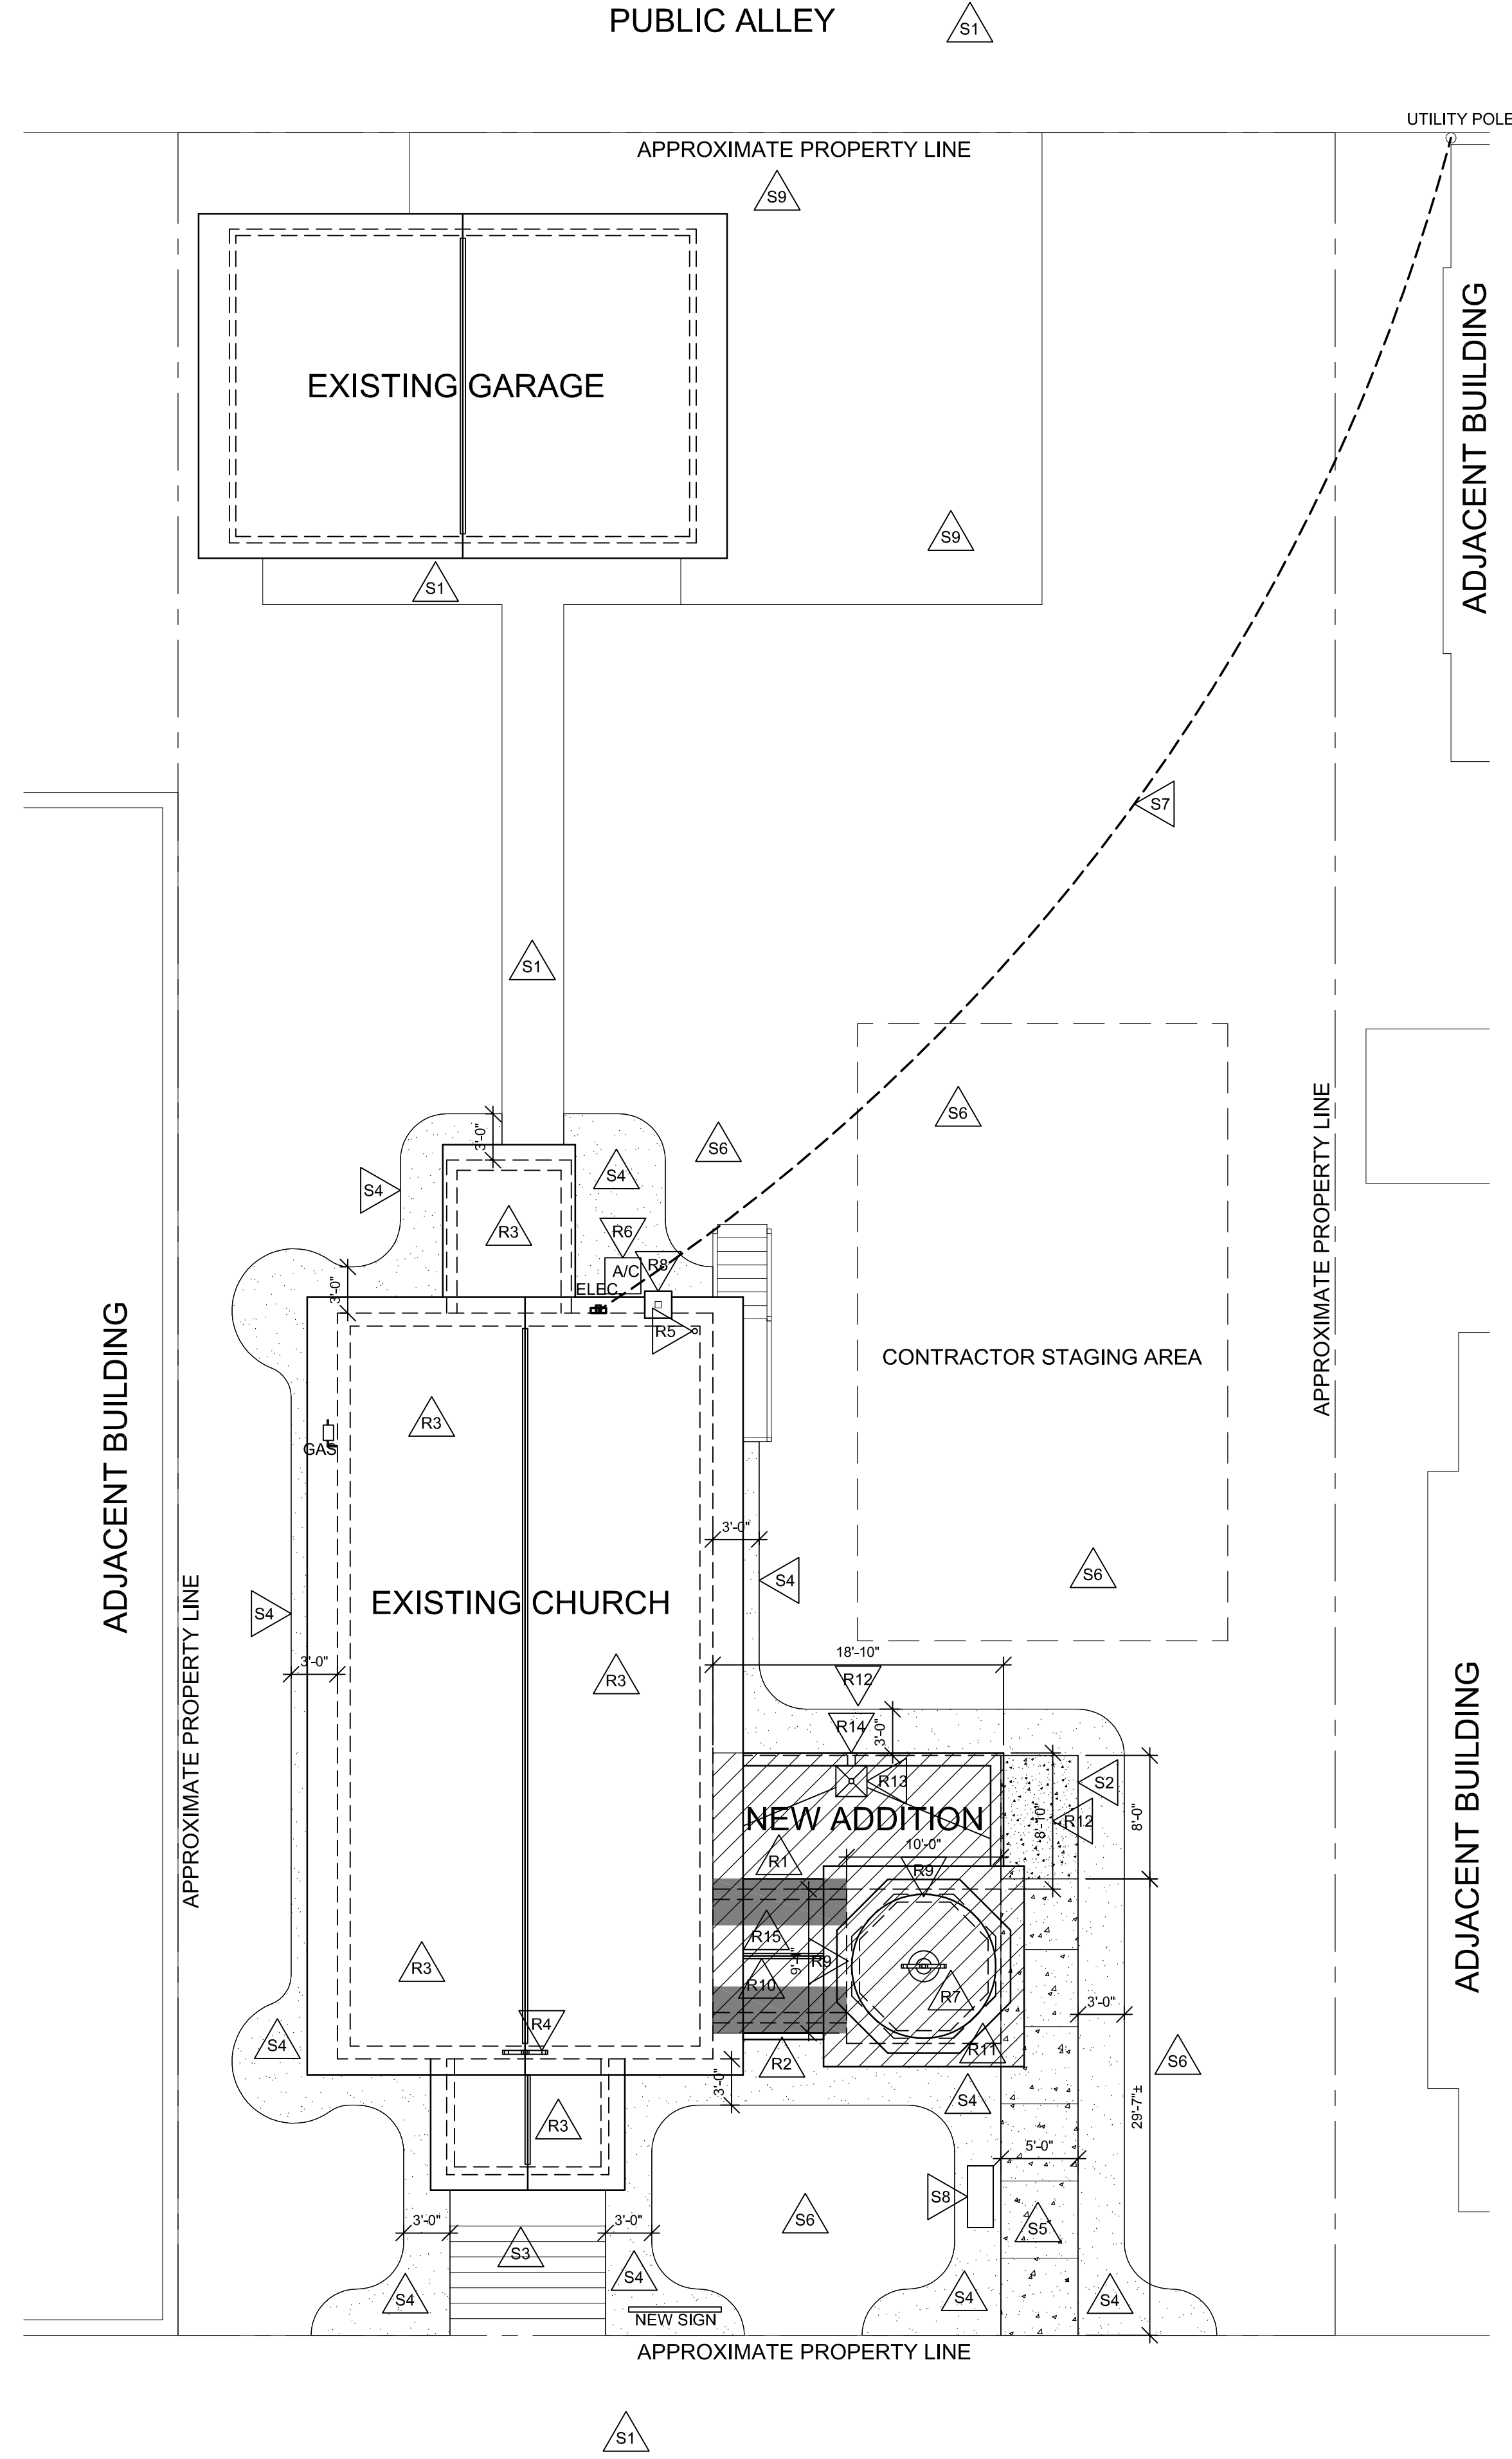 PUBLIC ALLEY
S1
UTILITY POLE
APPROXIMATE PROPERTY LINE
S9
ADJACENT BUILDING
EXISTING GARAGE
S9
S1
S7
S1
S6
APPROXIMATE PROPERTY LINE
3'-0"
S6
S4
S4
R3
R6
R8
A/C
3'-0"
ELEC.
R5
CONTRACTOR STAGING AREA
ADJACENT BUILDING
R3
GAS
3'-0"
S6
S4
EXISTING CHURCH
S4
APPROXIMATE PROPERTY LINE
3'-0"
18'-10"
R3
R12
R14
3'-0"
ADJACENT BUILDING
R13
S2
NEW ADDITION
8'-10"
R12
8'-0"
10'-0"
R1
R9
R15
9'-4"
R9
R3
R10
R7
3'-0"
R4
S4
R11
R2
S6
3'-0"
S4
R3
29'-7"±
5'-0"
S8
S6
S5
3'-0"
3'-0"
S3
S4
S4
S4
S4
NEW SIGN
APPROXIMATE PROPERTY LINE
S1